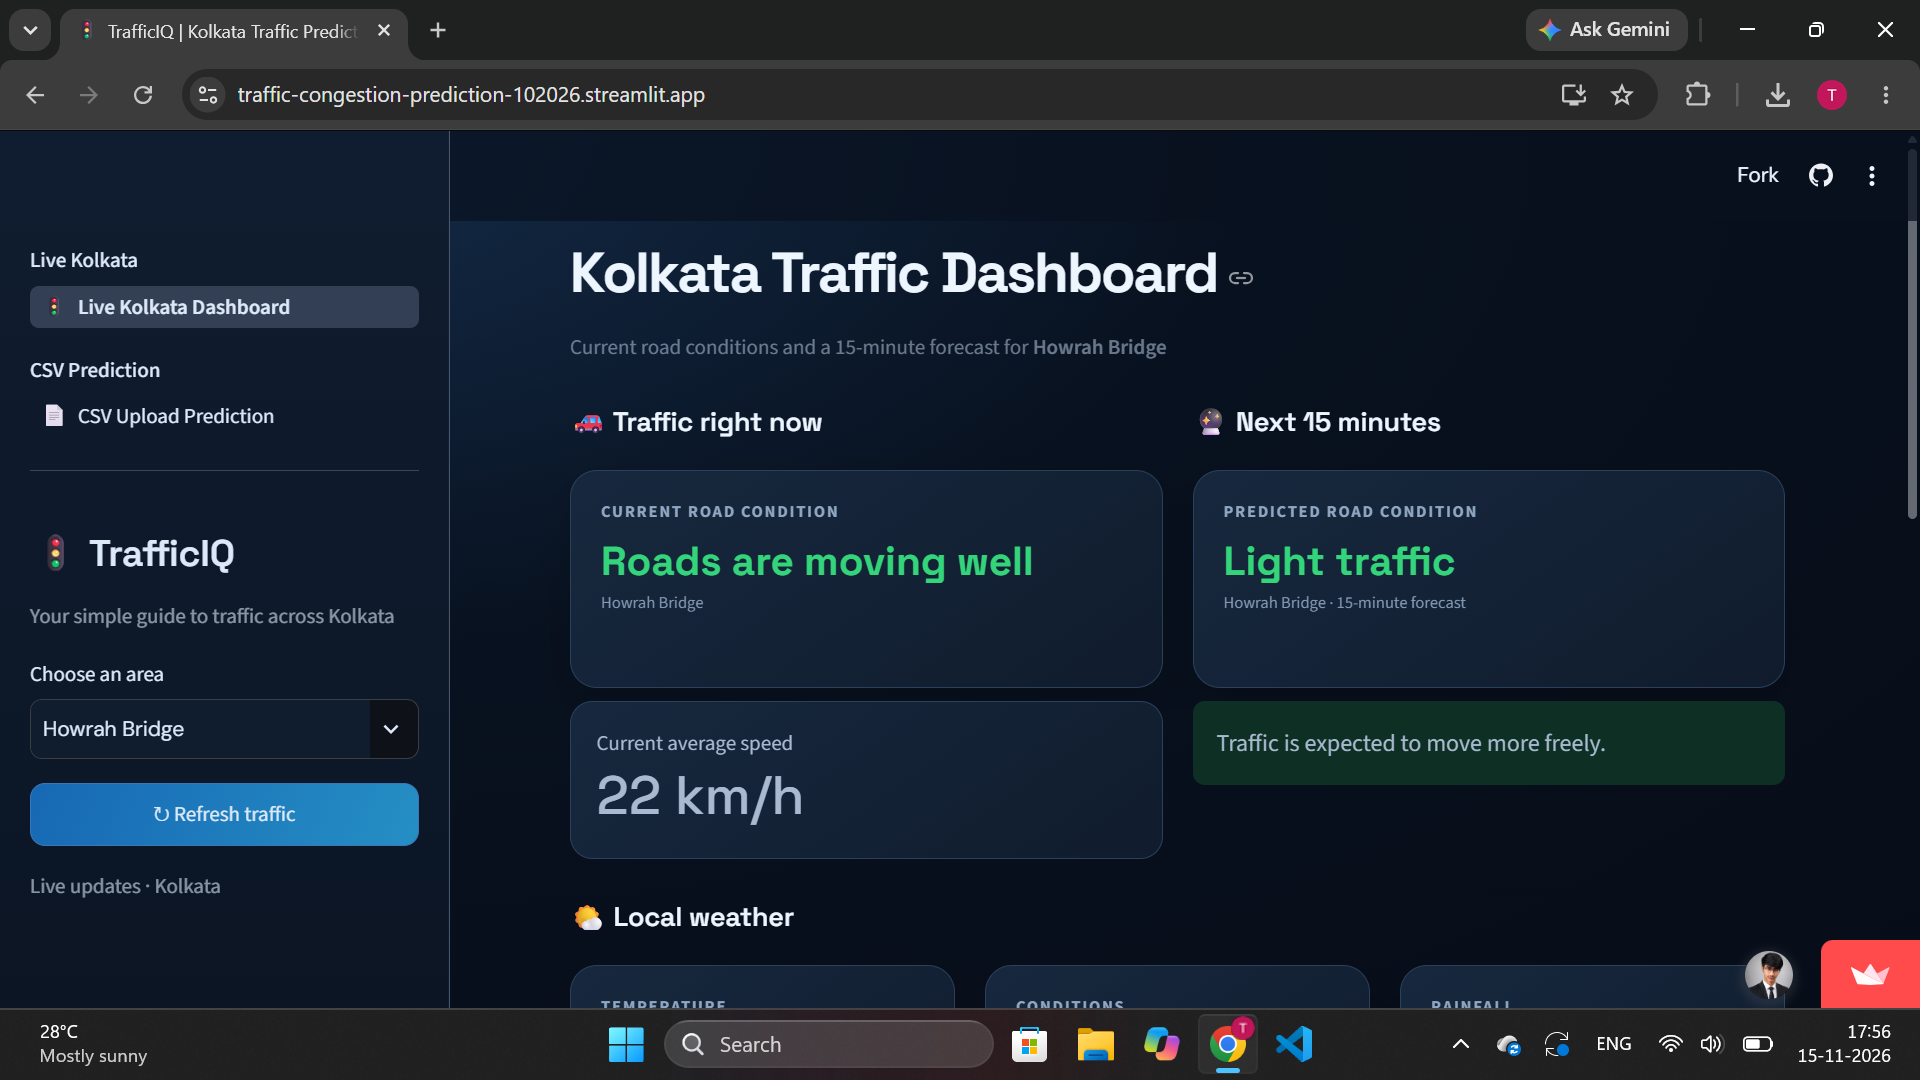 TrafficIQ | Kolkata Traffic Predict
Ask Gemini
traffic-congestion-prediction-102026.streamlit.app
T
Fork
Live Kolkata
Live Kolkata Dashboard
CSV Prediction
CSV Upload Prediction
TrafficIQ
Your simple guide to traffic across Kolkata
Choose an area
Howrah Bridge
↻ Refresh traffic
Live updates · Kolkata
Kolkata Traffic Dashboard
Current road conditions and a 15-minute forecast for Howrah Bridge
Traffic right now
CURRENT ROAD CONDITION
Roads are moving well
Howrah Bridge
Current average speed
22 km/h
Next 15 minutes
PREDICTED ROAD CONDITION
Light traffic
Howrah Bridge · 15-minute forecast
Traffic is expected to move more freely.
Local weather
TEMPERATURE
CONDITIONS
RAINFALL
28°C
Mostly sunny
Search
T
ENG
17:56
15-11-2026